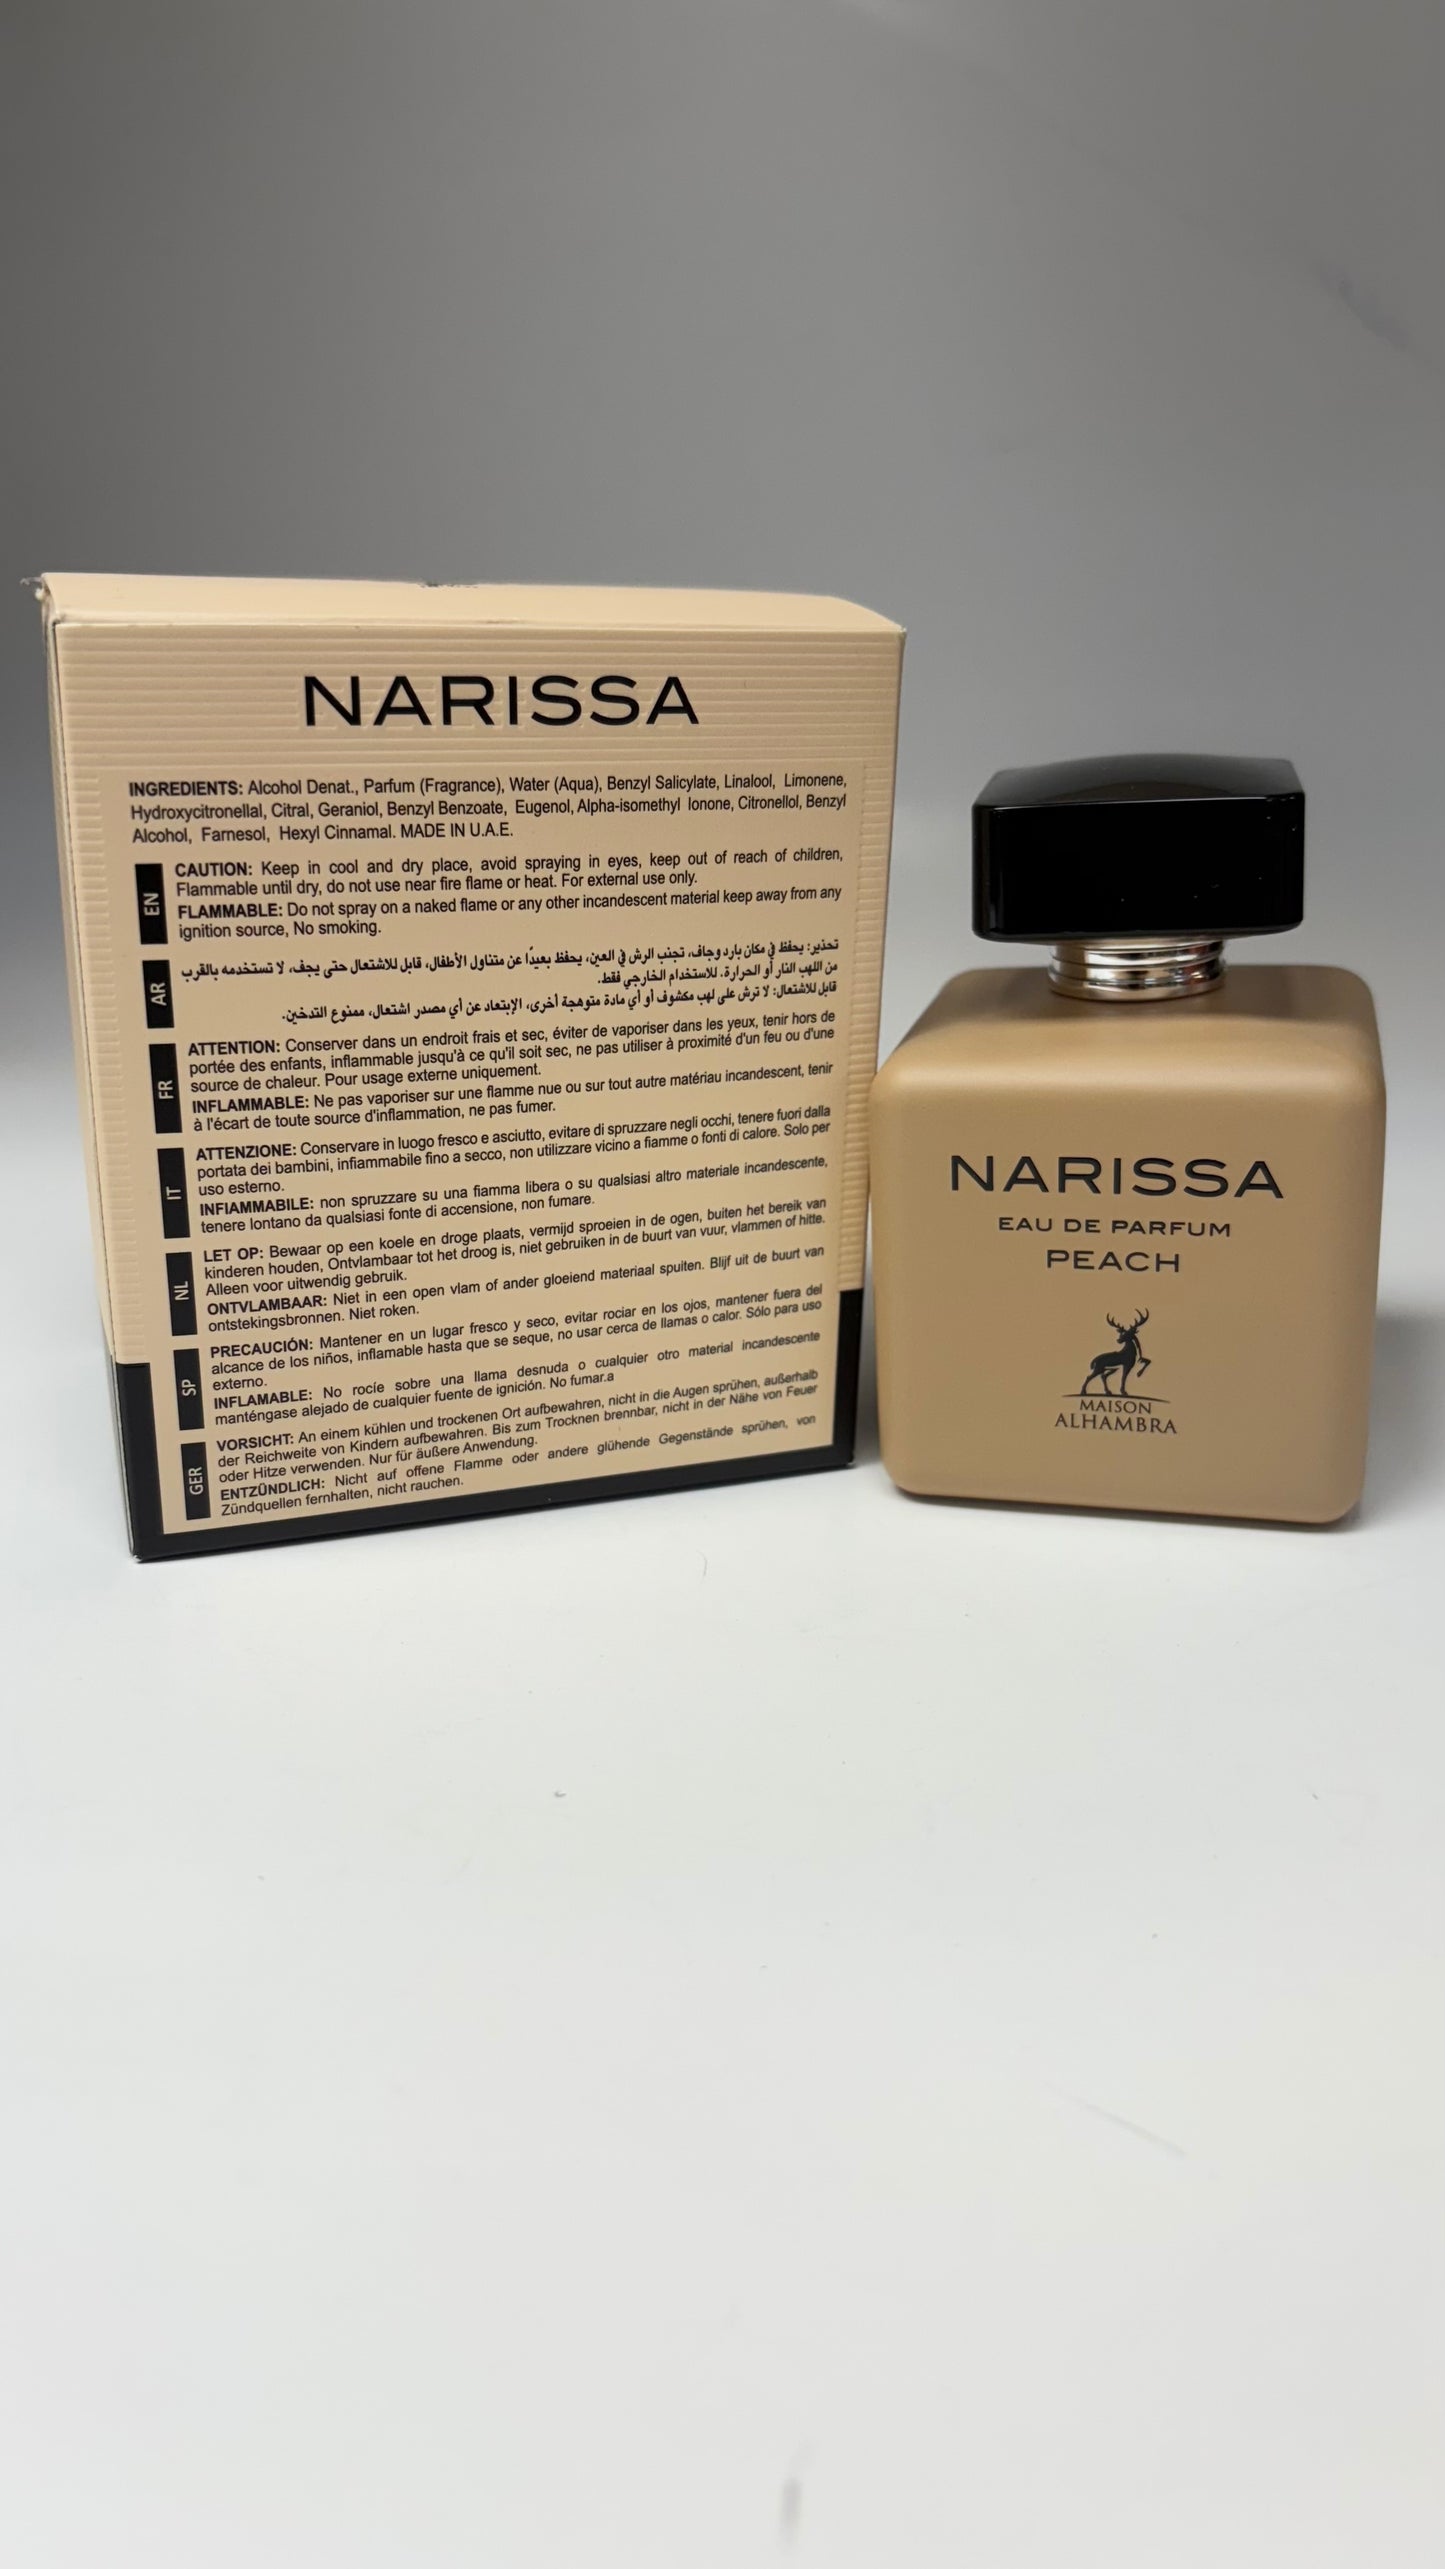 NARISSA
INGREDIENTS: Alcohol Denat., Parfum (Fragrance), Water (Aqua), Benzyl Salicylate, Linalool, Limonene,
Hydroxycitronellal, Citral, Geraniol, Benzyl Benzoate, Eugenol, Alpha-isomethyl Ionone, Citronellol, Benzyl
Alcohol, Farnesol, Hexyl Cinnamal. MADE IN U.A.E.
EN
CAUTION: Keep in cool and dry place, avoid spraying in eyes, keep out of reach of children,
Flammable until dry, do not use near fire flame or heat. For external use only.
FLAMMABLE: Do not spray on a naked flame or any other incandescent material keep away from any
ignition source, No smoking.
AR
تحذير: يحفظ في مكان بارد وجاف، تجنب الرش في العين، يحفظ بعيداً عن متناول الأطفال، قابل للاشتعال حتى يجف، لا تستخدمه بالقرب
من اللهب النار أو الحرارة. للاستخدام الخارجي فقط.
قابل للاشتعال: لا ترش على لهب مكشوف أو أي مادة متوهجة أخرى، الإبتعاد عن أي مصدر اشتعال، ممنوع التدخين.
FR
ATTENTION: Conserver dans un endroit frais et sec, éviter de vaporiser dans les yeux, tenir hors de
portée des enfants, inflammable jusqu'à ce qu'il soit sec, ne pas utiliser à proximité d'un feu ou d'une
source de chaleur. Pour usage externe uniquement.
INFLAMMABLE: Ne pas vaporiser sur une flamme nue ou sur tout autre matériau incandescent, tenir
à l'écart de toute source d'inflammation, ne pas fumer.
IT
ATTENZIONE: Conservare in luogo fresco e asciutto, evitare di spruzzare negli occhi, tenere fuori dalla
portata dei bambini, infiammabile fino a secco, non utilizzare vicino a fiamme o fonti di calore. Solo per
uso esterno.
INFIAMMABILE: non spruzzare su una fiamma libera o su qualsiasi altro materiale incandescente,
tenere lontano da qualsiasi fonte di accensione, non fumare.
NL
LET OP: Bewaar op een koele en droge plaats, vermijd sproeien in de ogen, buiten het bereik van
kinderen houden, Ontvlambaar tot het droog is, niet gebruiken in de buurt van vuur, vlammen of hitte.
Alleen voor uitwendig gebruik.
ONTVLAMBAAR: Niet in een open vlam of ander gloeiend materiaal spuiten. Blijf uit de buurt van
ontstekingsbronnen. Niet roken.
SP
PRECAUCIÓN: Mantener en un lugar fresco y seco, evitar rociar en los ojos, mantener fuera del
alcance de los niños, inflamable hasta que se seque, no usar cerca de llamas o calor. Sólo para uso
externo.
INFLAMABLE: No rocíe sobre una llama desnuda o cualquier otro material incandescente
manténgase alejado de cualquier fuente de ignición. No fumar.a
GER
VORSICHT: An einem kühlen und trockenen Ort aufbewahren, nicht in die Augen sprühen, außerhalb
der Reichweite von Kindern aufbewahren. Bis zum Trocknen brennbar, nicht in der Nähe von Feuer
oder Hitze verwenden. Nur für äußere Anwendung.
ENTZÜNDLICH: Nicht auf offene Flamme oder andere glühende Gegenstände sprühen, von
Zündquellen fernhalten, nicht rauchen.
NARISSA
EAU DE PARFUM
PEACH
MAISON
ALHAMBRA